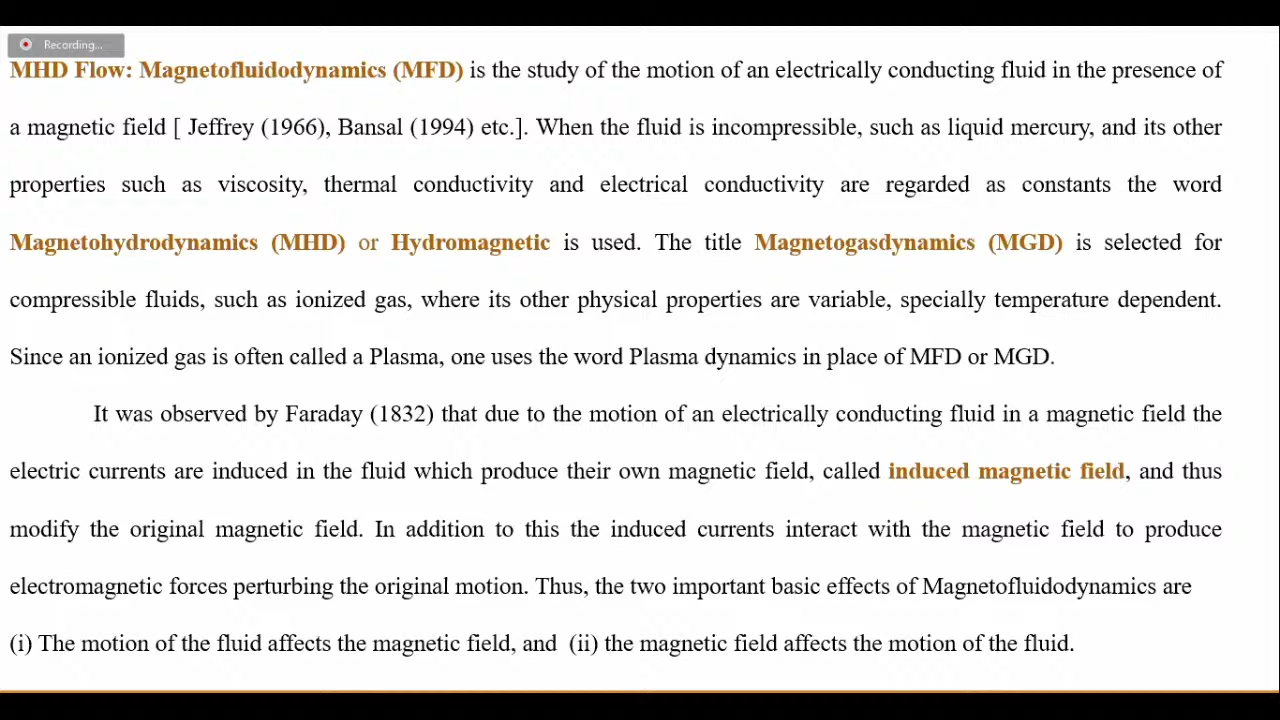 Recording...
MHD Flow: Magnetofluidodynamics (MFD) is the study of the motion of an electrically conducting fluid in the presence of
a magnetic field [ Jeffrey (1966), Bansal (1994) etc.]. When the fluid is incompressible, such as liquid mercury, and its other
properties such as viscosity, thermal conductivity and electrical conductivity are regarded as constants the word
Magnetohydrodynamics (MHD) or Hydromagnetic is used. The title Magnetogasdynamics (MGD) is selected for
compressible fluids, such as ionized gas, where its other physical properties are variable, specially temperature dependent.
Since an ionized gas is often called a Plasma, one uses the word Plasma dynamics in place of MFD or MGD.
It was observed by Faraday (1832) that due to the motion of an electrically conducting fluid in a magnetic field the
electric currents are induced in the fluid which produce their own magnetic field, called induced magnetic field, and thus
modify the original magnetic field. In addition to this the induced currents interact with the magnetic field to produce
electromagnetic forces perturbing the original motion. Thus, the two important basic effects of Magnetofluidodynamics are
(i) The motion of the fluid affects the magnetic field, and (ii) the magnetic field affects the motion of the fluid.